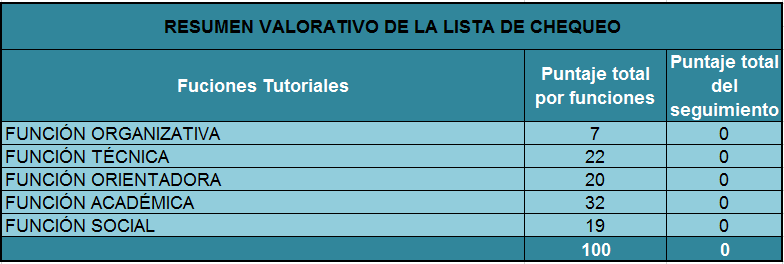 RESUMEN VALORATIVO DE LA LISTA DE CHEQUEO
Fuciones Tutoriales
Puntaje total
por funciones
Puntaje total
del
seguimiento
FUNCIÓN ORGANIZATIVA 7 0
FUNCIÓN TÉCNICA 22 0
FUNCIÓN ORIENTADORA 20 0
FUNCIÓN ACADÉMICA 32 0
FUNCIÓN SOCIAL 19 0
100 0